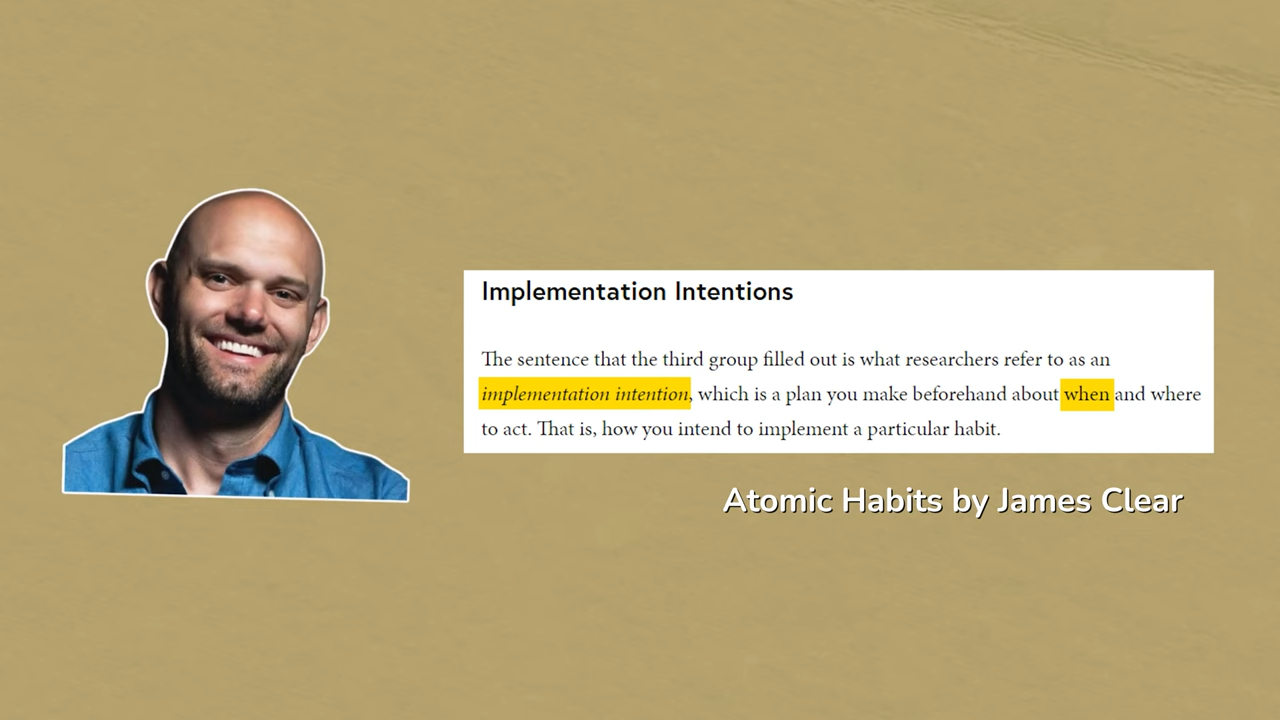 Implementation Intentions
The sentence that the third group filled out is what researchers refer to as an
implementation intention, which is a plan you make beforehand about when and where
to act. That is, how you intend to implement a particular habit.
Atomic Habits by James Clear